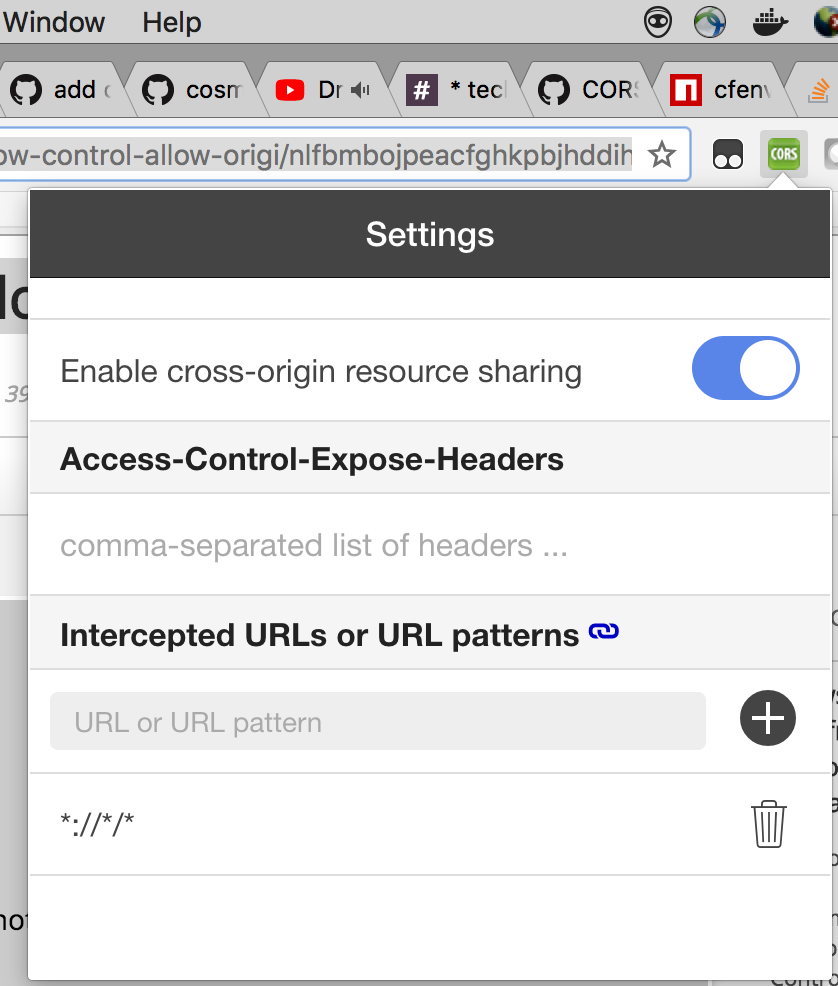 Window Help
add
cosm
Dr
# * tec
CORS
cfenv
ow-control-allow-origi/nlfbmbojpeacfghkpbjhddih
CORS
Settings
39
Enable cross-origin resource sharing
Access-Control-Expose-Headers
comma-separated list of headers ...
Intercepted URLs or URL patterns
URL or URL pattern
*://*/*